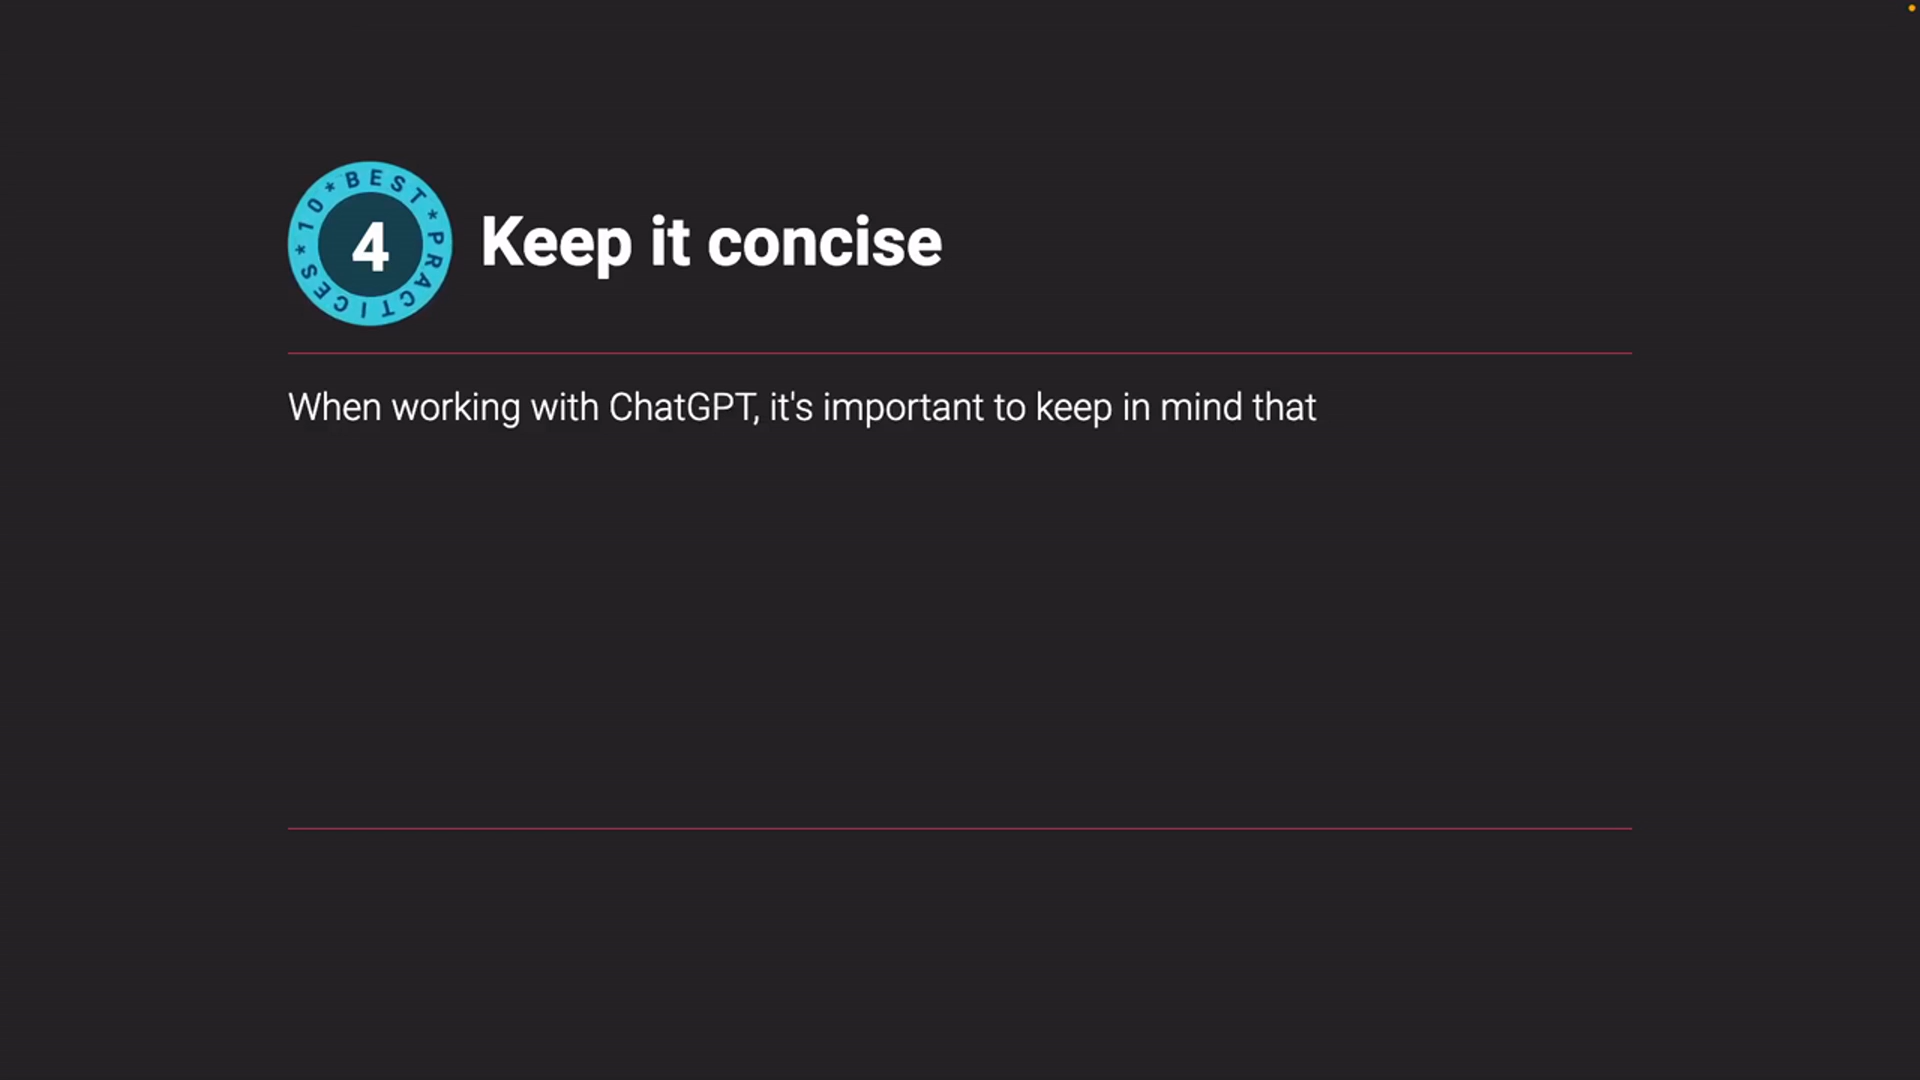 *10*BEST*PRACTICES
4
Keep it concise
When working with ChatGPT, it's important to keep in mind that